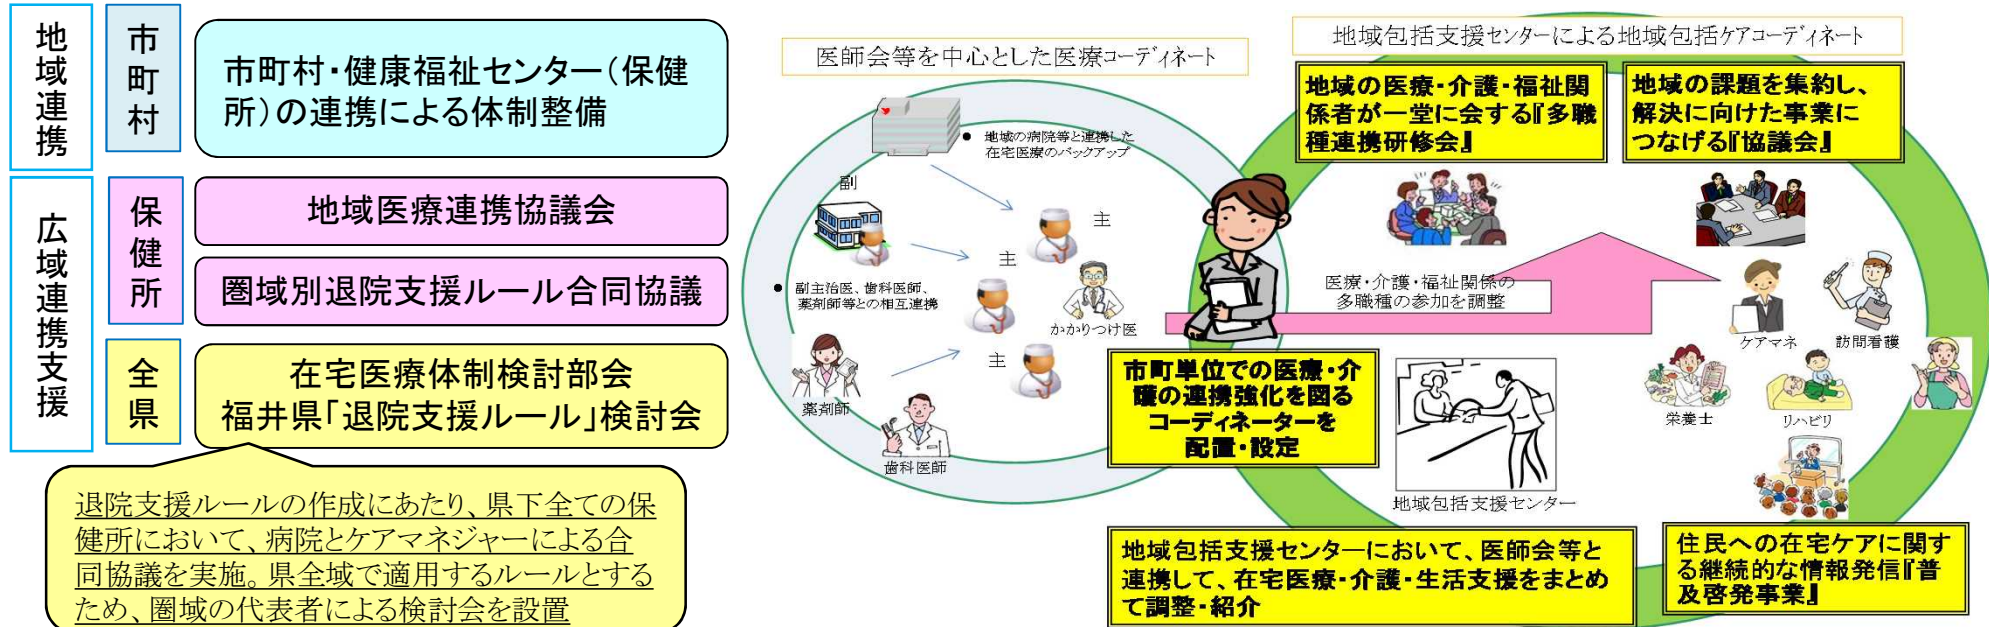 地域連携
市町村
市町村・健康福祉センター（保健
所）の連携による体制整備
広域連携支援
保健所
地域医療連携協議会
圏域別退院支援ルール合同協議
全県
在宅医療体制検討部会
福井県「退院支援ルール」検討会
退院支援ルールの作成にあたり、県下全ての保
健所において、病院とケアマネジャーによる合
同協議を実施。県全域で適用するルールとする
ため、圏域の代表者による検討会を設置
医師会等を中心とした医療コーディネート
● 地域の病院等と連携した
在宅医療のバックアップ
副
主
主
主
● 副主治医、歯科医師、
薬剤師等との相互連携
かかりつけ医
薬剤師
歯科医師
地域包括支援センターによる地域包括ケアコーディネート
地域の医療・介護・福祉関
係者が一堂に会する『多職
種連携研修会』
地域の課題を集約し、
解決に向けた事業に
つなげる『協議会』
医療・介護・福祉関係の
多職種の参加を調整
ケアマネ
訪問看護
栄養士
リハビリ
市町単位での医療・介
護の連携強化を図る
コーディネーターを
配置・設定
地域包括支援センター
地域包括支援センターにおいて、医師会等と
連携して、在宅医療・介護・生活支援をまとめ
て調整・紹介
住民への在宅ケアに関す
る継続的な情報発信『普
及啓発事業』